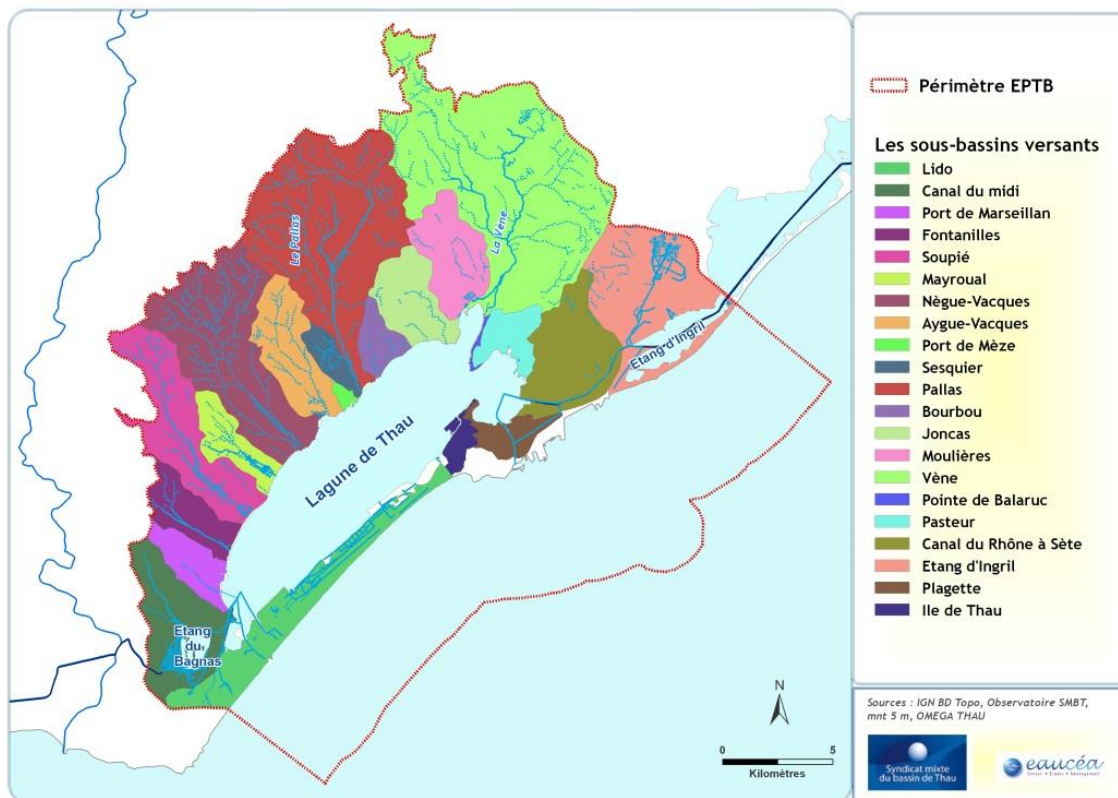 Le Pallas
La Vène
Etang d'Ingril
Lagune de Thau
Etang
du
Bagnas
N
0 5
Kilomètres
Périmètre EPTB
Les sous-bassins versants
Lido
Canal du midi
Port de Marseillan
Fontanilles
Soupié
Mayroual
Nègue-Vacques
Aygue-Vacques
Port de Mèze
Sesquier
Pallas
Bourbou
Joncas
Moulières
Vène
Pointe de Balaruc
Pasteur
Canal du Rhône à Sète
Etang d'Ingril
Plagette
Ile de Thau
Sources : IGN BD Topo, Observatoire SMBT,
mnt 5 m, OMEGA THAU
Syndicat mixte
du bassin de Thau
eaucéa